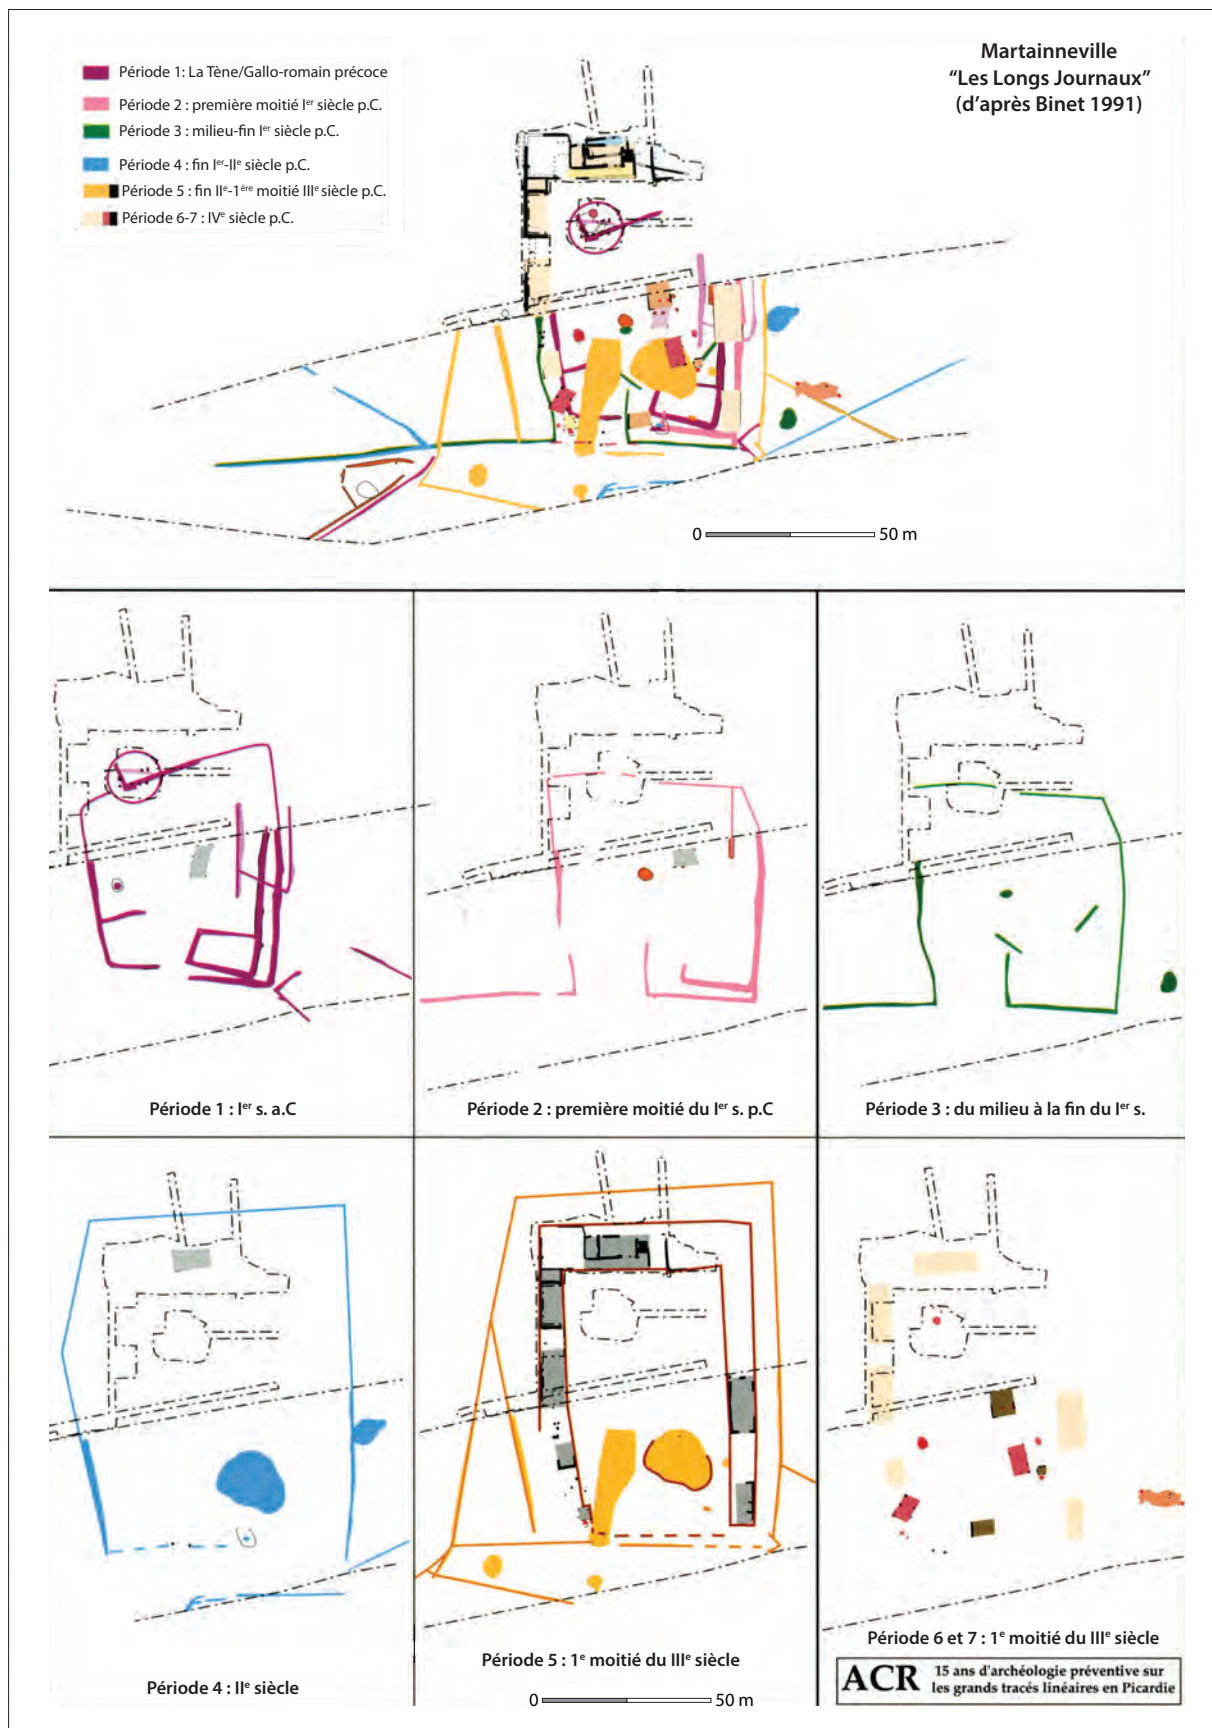 Martainneville
“Les Longs Journaux”
(d’après Binet 1991)
Période 1: La Tène/Gallo-romain précoce
Période 2 : première moitié Ier siècle p.C.
Période 3 : milieu-fin Ier siècle p.C.
Période 4 : fin Ier-IIe siècle p.C.
Période 5 : fin IIe-1ère moitié IIIe siècle p.C.
Période 6-7 : IVe siècle p.C.
0 50 m
Période 1 : Ier s. a.C
Période 2 : première moitié du Ier s. p.C
Période 3 : du milieu à la fin du Ier s.
Période 4 : IIe siècle
Période 5 : 1e moitié du IIIe siècle
0 50 m
Période 6 et 7 : 1e moitié du IIIe siècle
ACR 15 ans d'archéologie préventive sur
les grands tracés linéaires en Picardie